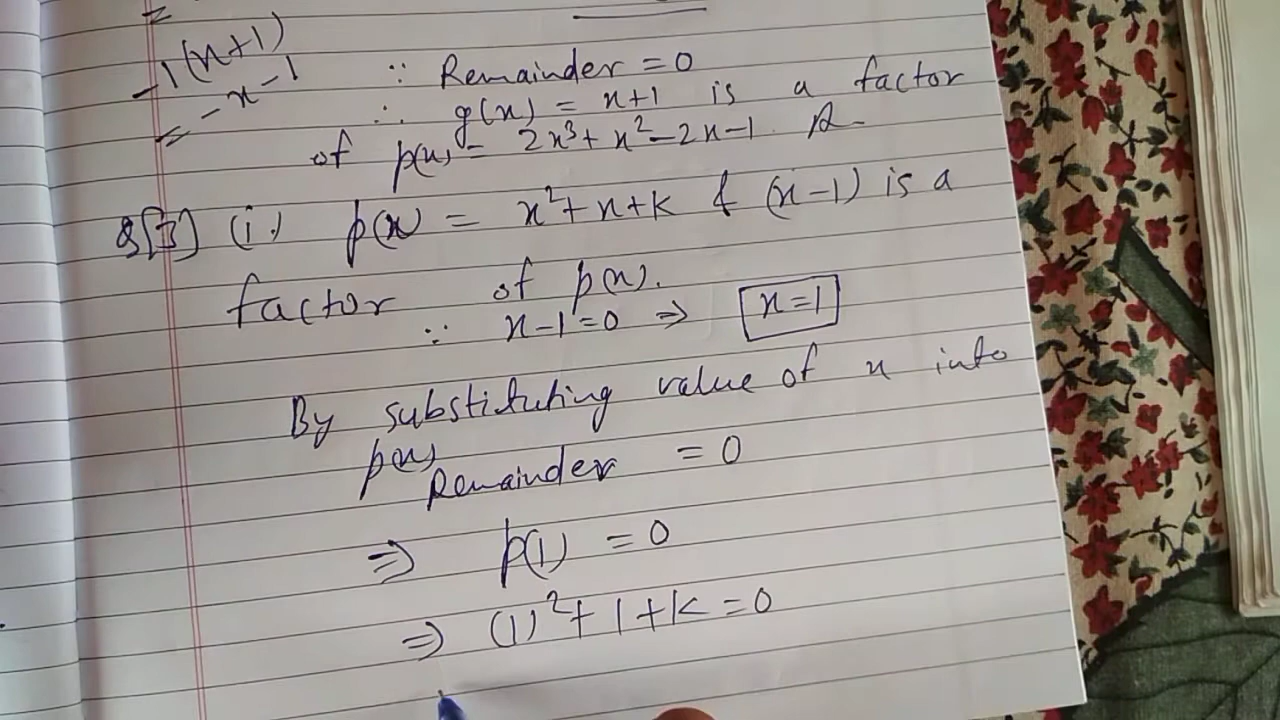 -1(x+1)
-x-1
∵ Remainder = 0
∴ g(x) = x+1 is a factor
of p(x) = 2x³+x²-2x-1.
Q[3] (i) p(x) = x²+x+k & (x-1) is a
factor of p(x).
∵ x-1=0 ⇒ x=1
By substituting value of x into
p(x)
Remainder = 0
⇒ p(1) = 0
⇒ (1)²+1+k=0